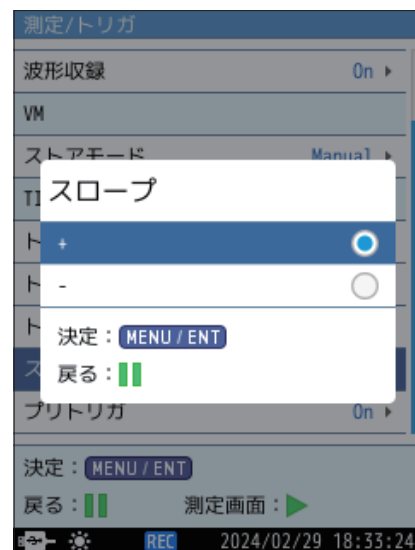 測定/トリガ
波形収録 On
VM
ストアモード Manual
スロープ
+
-
決定：MENU / ENT
戻る：
プリトリガ On
決定：MENU / ENT
戻る： 測定画面：
REC 2024/02/29 18:33:24